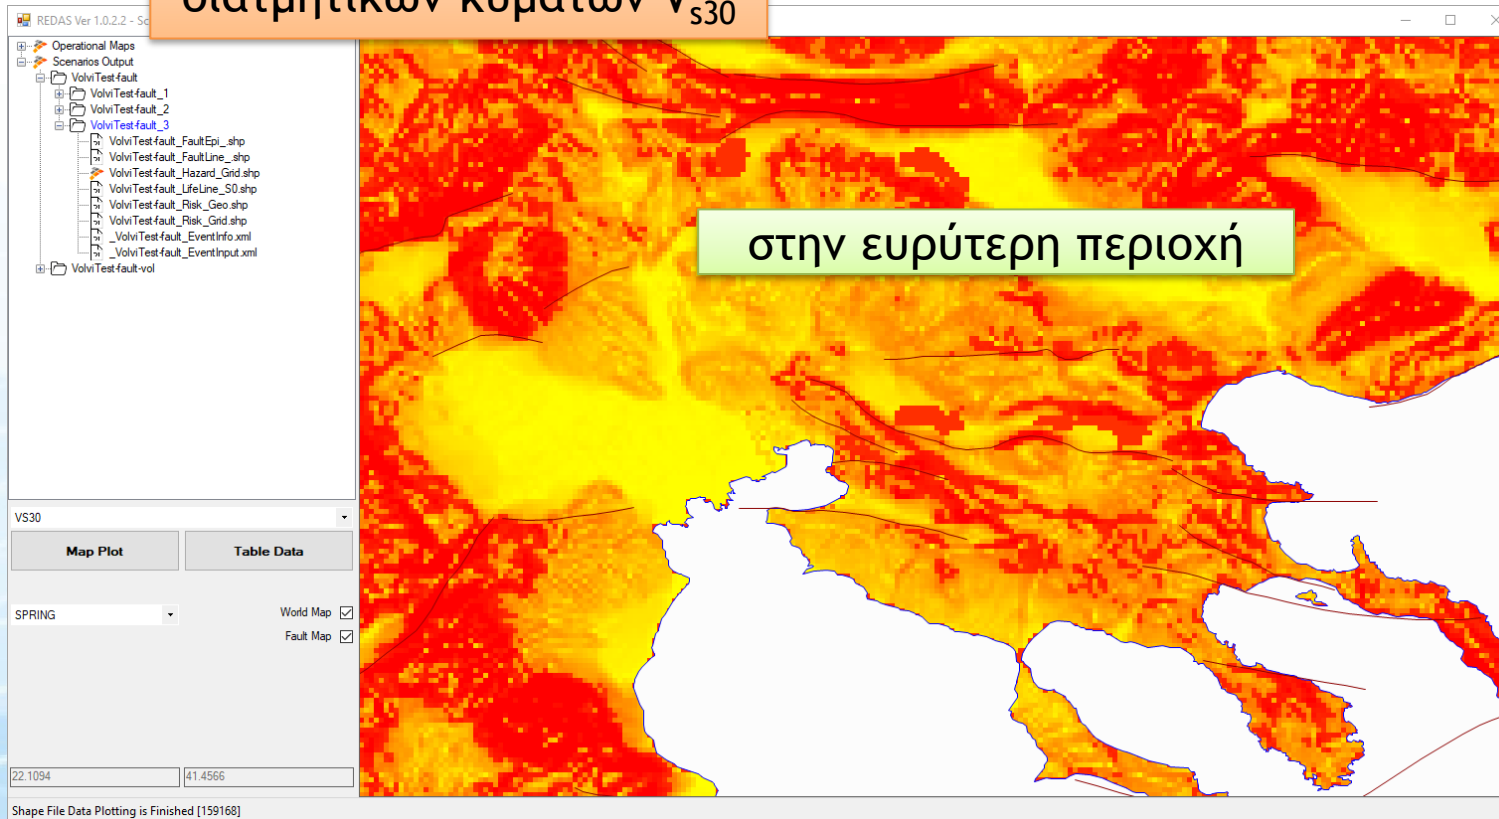 διατμητικών κυμάτων Vs30
REDAS Ver 1.0.2.2 - Sc
Operational Maps
Scenarios Output
VolviTest-fault
VolviTest-fault_1
VolviTest-fault_2
VolviTest-fault_3
VolviTest-fault_FaultEpi_.shp
VolviTest-fault_FaultLine_.shp
VolviTest-fault_Hazard_Grid.shp
VolviTest-fault_LifeLine_S0.shp
VolviTest-fault_Risk_Geo.shp
VolviTest-fault_Risk_Grid.shp
_VolviTest-fault_EventInfo.xml
_VolviTest-fault_EventInput.xml
VolviTest-fault-vol
στην ευρύτερη περιοχή
VS30
Map Plot Table Data
SPRING World Map
Fault Map
22.1094 41.4566
Shape File Data Plotting is Finished [159168]